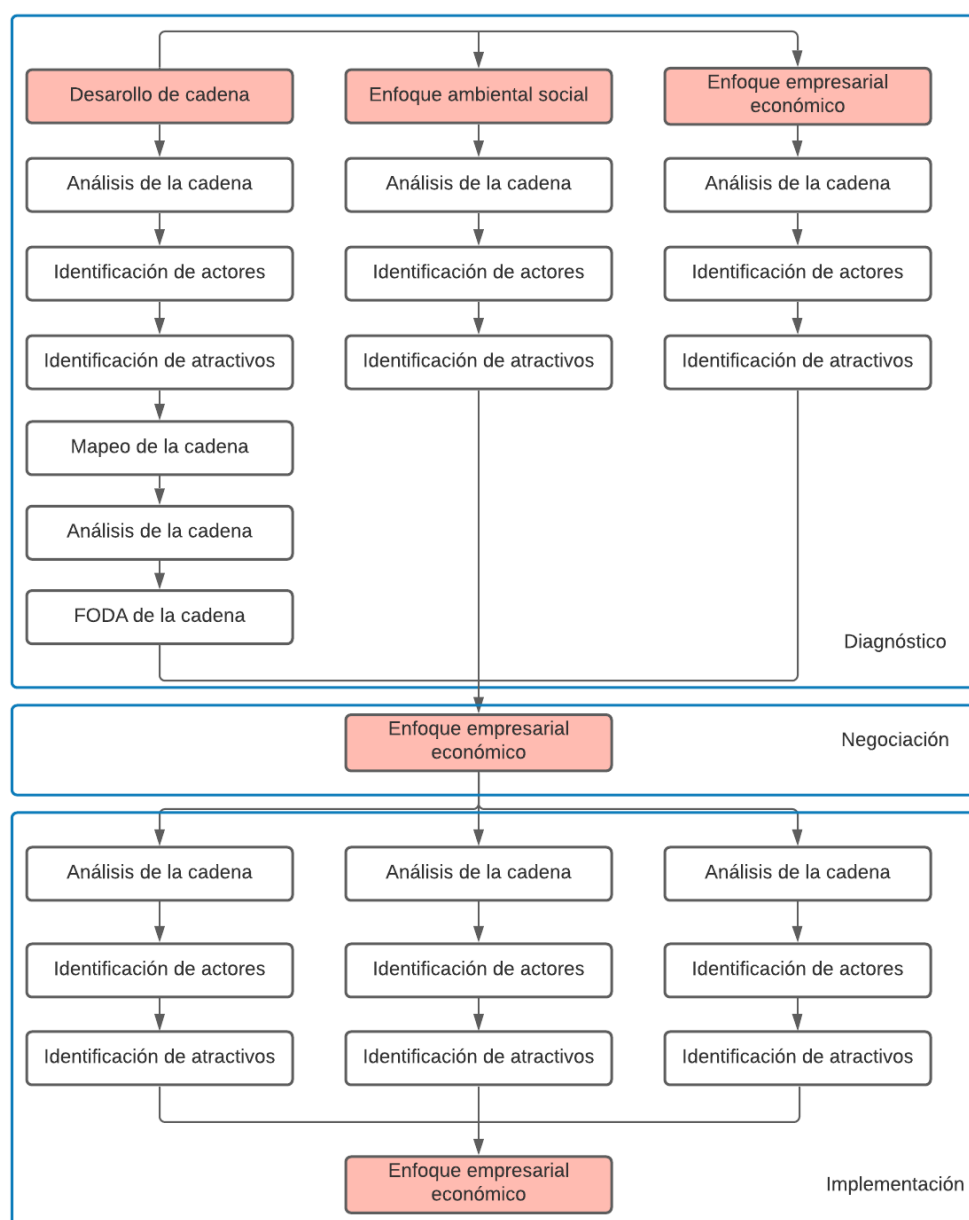 Desarollo de cadena
Enfoque ambiental social
Enfoque empresarial
económico
Análisis de la cadena
Análisis de la cadena
Análisis de la cadena
Identificación de actores
Identificación de actores
Identificación de actores
Identificación de atractivos
Identificación de atractivos
Identificación de atractivos
Mapeo de la cadena
Análisis de la cadena
FODA de la cadena
Diagnóstico
Enfoque empresarial
económico
Negociación
Análisis de la cadena
Análisis de la cadena
Análisis de la cadena
Identificación de actores
Identificación de actores
Identificación de actores
Identificación de atractivos
Identificación de atractivos
Identificación de atractivos
Enfoque empresarial
económico
Implementación